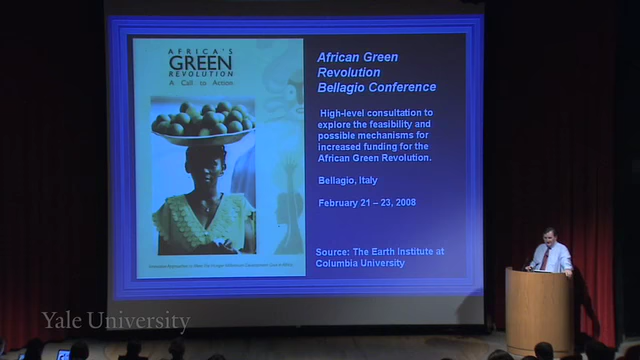 AFRICA'S
GREEN
REVOLUTION
A Call to Action
African Green
Revolution
Bellagio Conference
High-level consultation to
explore the feasibility and
possible mechanisms for
increased funding for the
African Green Revolution.
Bellagio, Italy
February 21 – 23, 2008
Source: The Earth Institute at
Columbia University
Yale University